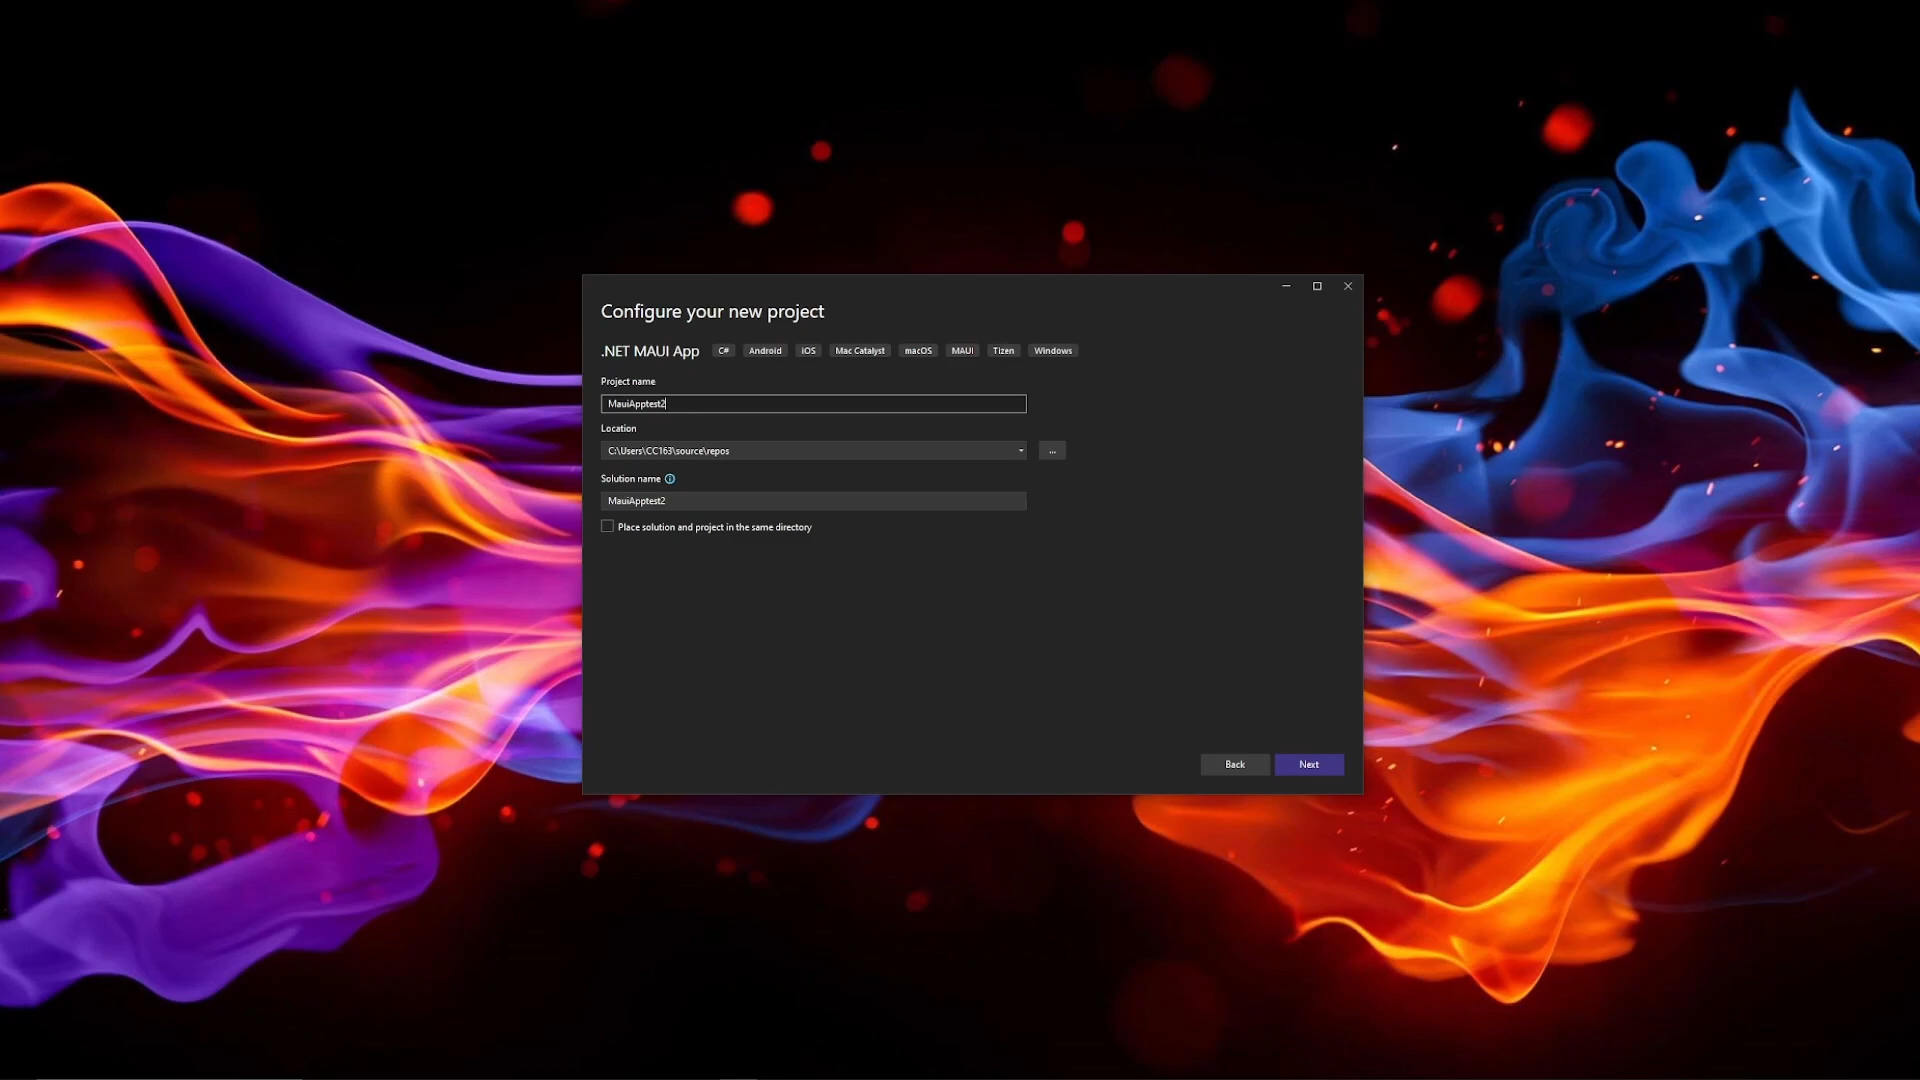 Configure your new project
.NET MAUI App C# Android iOS Mac Catalyst macOS MAUI Tizen Windows
Project name
MauiApptest2
Location
C:\Users\CC163\source\repos ...
Solution name
MauiApptest2
Place solution and project in the same directory
Back Next